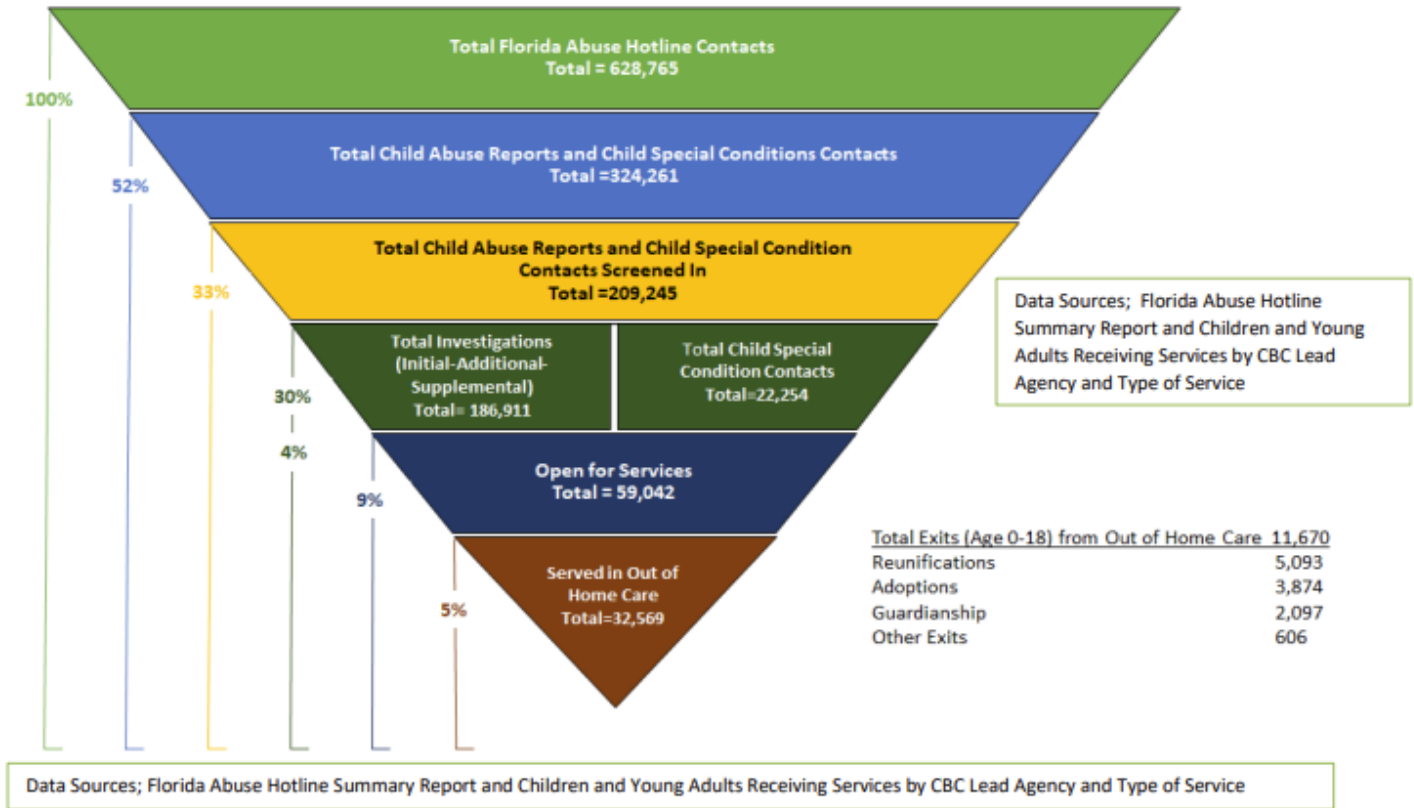 Total Florida Abuse Hotline Contacts
Total = 628,765
100%
Total Child Abuse Reports and Child Special Conditions Contacts
Total =324,261
52%
Total Child Abuse Reports and Child Special Condition
Contacts Screened In
Total =209,245
33%
Total Investigations
(Initial-Additional-
Supplemental)
Total= 186,911
Total Child Special
Condition Contacts
Total=22,254
30%
4%
Open for Services
Total = 59,042
9%
Served in Out of
Home Care
Total=32,569
5%
Data Sources; Florida Abuse Hotline
Summary Report and Children and Young
Adults Receiving Services by CBC Lead
Agency and Type of Service
Total Exits (Age 0-18) from Out of Home Care 11,670
Reunifications 5,093
Adoptions 3,874
Guardianship 2,097
Other Exits 606
Data Sources; Florida Abuse Hotline Summary Report and Children and Young Adults Receiving Services by CBC Lead Agency and Type of Service